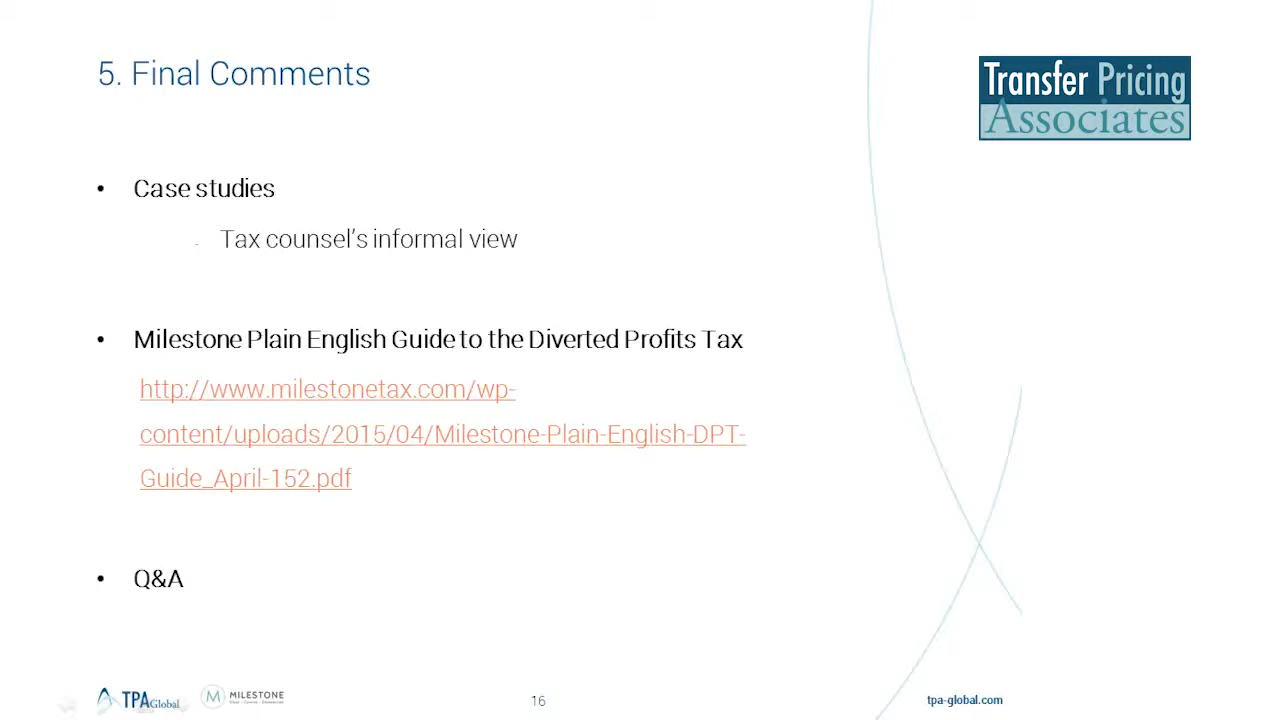 5. Final Comments
Transfer Pricing
Associates
• Case studies
- Tax counsel's informal view
• Milestone Plain English Guide to the Diverted Profits Tax
http://www.milestonetax.com/wp-
content/uploads/2015/04/Milestone-Plain-English-DPT-
Guide_April-152.pdf
• Q&A
TPA Global
M MILESTONE
16
tpa-global.com